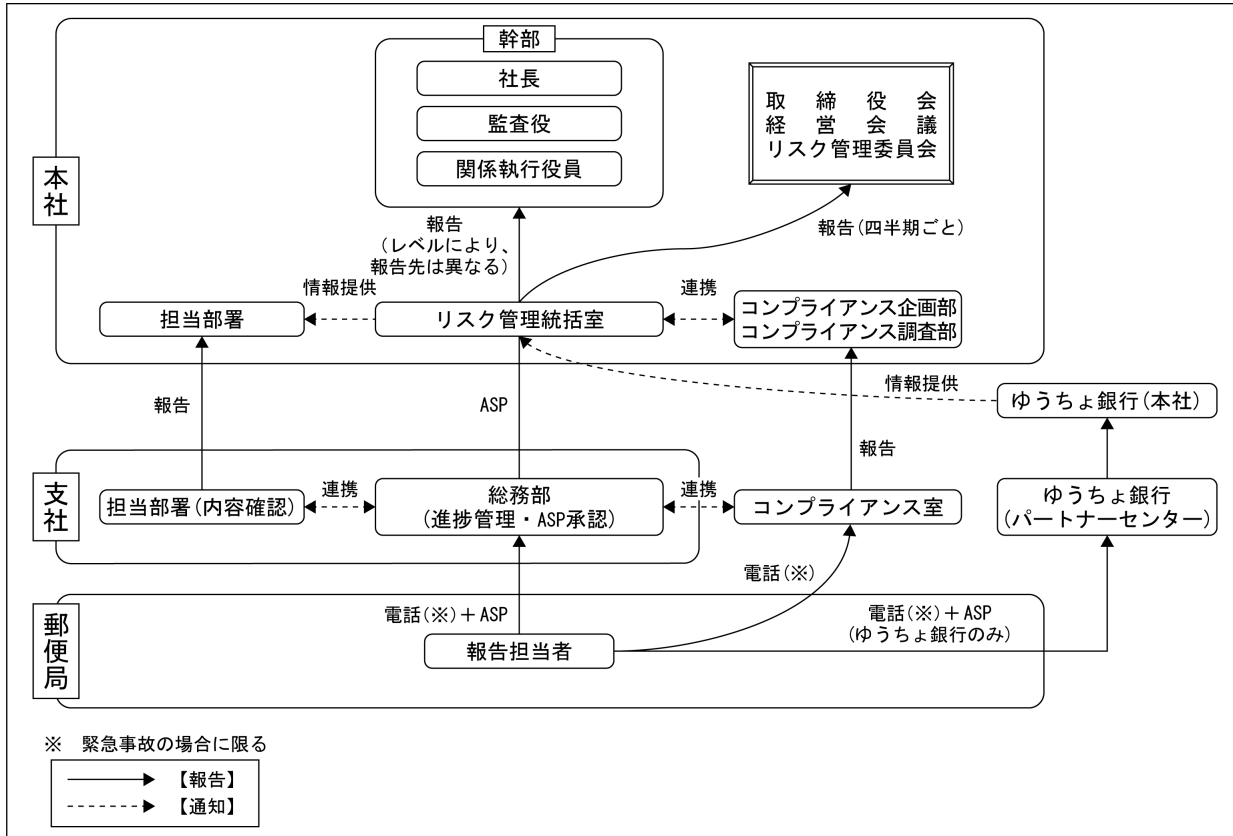 幹部
社長
監査役
関係執行役員
取締役会
経営会議
リスク管理委員会
本社
報告
(レベルにより、
報告先は異なる)
報告(四半期ごと)
情報提供
連携
担当部署
リスク管理統括室
コンプライアンス企画部
コンプライアンス調査部
情報提供
ゆうちょ銀行(本社)
報告
ASP
報告
支社
担当部署(内容確認)
連携
総務部
(進捗管理・ASP承認)
連携
コンプライアンス室
ゆうちょ銀行
(パートナーセンター)
電話(※)
郵便局
電話(※)+ASP
電話(※)+ASP
(ゆうちょ銀行のみ)
報告担当者
※ 緊急事故の場合に限る
【報告】
【通知】